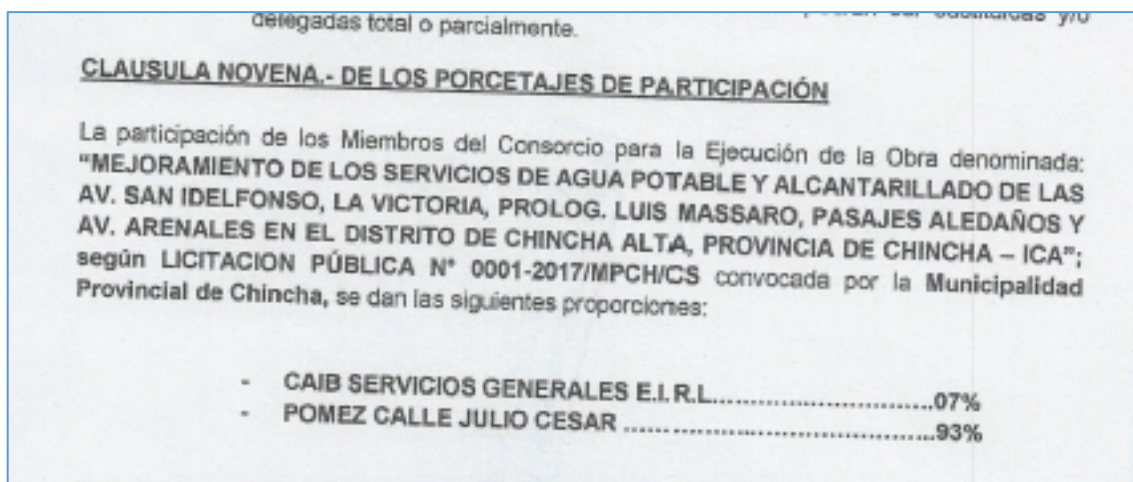 delegadas total o parcialmente. y/o
CLAUSULA NOVENA.- DE LOS PORCETAJES DE PARTICIPACIÓN
La participación de los Miembros del Consorcio para la Ejecución de la Obra denominada:
"MEJORAMIENTO DE LOS SERVICIOS DE AGUA POTABLE Y ALCANTARILLADO DE LAS
AV. SAN IDELFONSO, LA VICTORIA, PROLOG. LUIS MASSARO, PASAJES ALEDAÑOS Y
AV. ARENALES EN EL DISTRITO DE CHINCHA ALTA, PROVINCIA DE CHINCHA – ICA";
según LICITACION PÚBLICA N° 0001-2017/MPCH/CS convocada por la Municipalidad
Provincial de Chincha, se dan las siguientes proporciones:
- CAIB SERVICIOS GENERALES E.I.R.L...................................07%
- POMEZ CALLE JULIO CESAR ................................................93%